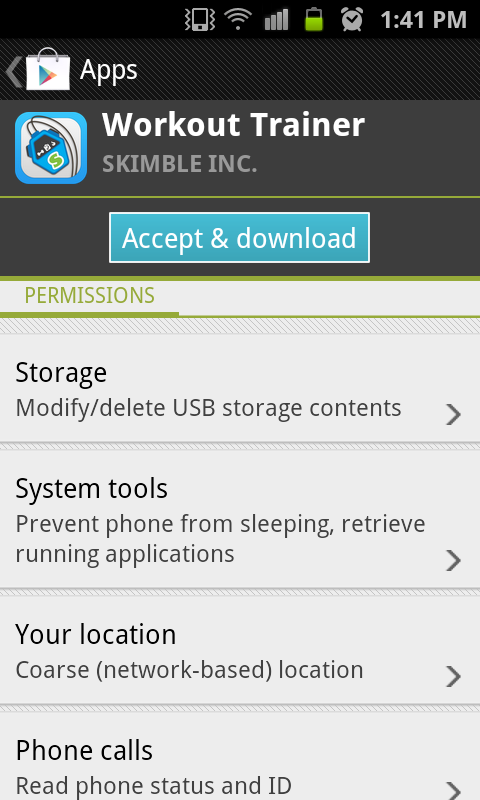 1:41 PM
Apps
Workout Trainer
SKIMBLE INC.
Accept & download
PERMISSIONS
Storage
Modify/delete USB storage contents
System tools
Prevent phone from sleeping, retrieve
running applications
Your location
Coarse (network-based) location
Phone calls
Read phone status and ID